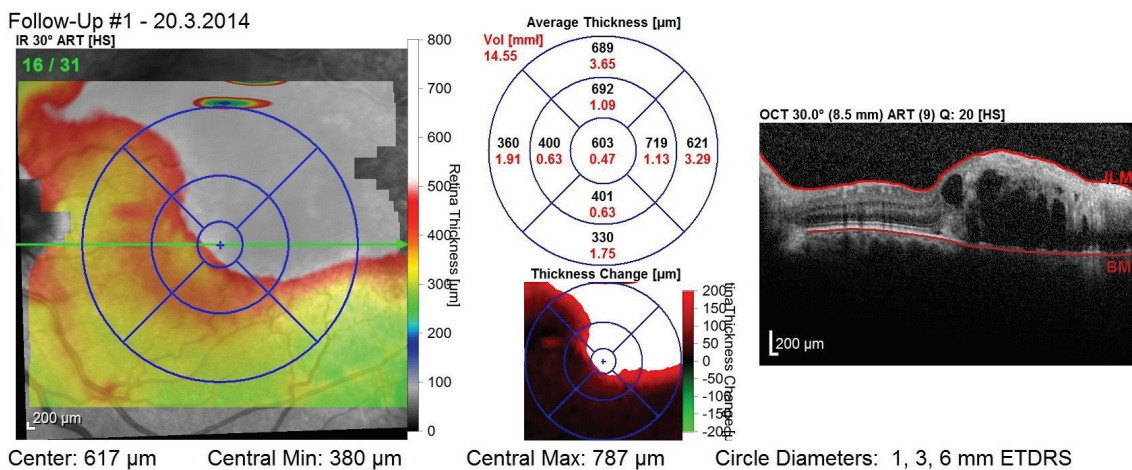 Follow-Up #1 - 20.3.2014
IR 30° ART [HS]
16 / 31
200 µm
800
700
600
500
400
300
200
100
0
Retina Thickness [µm]
Average Thickness [µm]
Vol [mmł]
14.55
689
3.65
692
1.09
360
1.91
400
0.63
603
0.47
719
1.13
621
3.29
401
0.63
330
1.75
Thickness Change [µm]
200
150
100
50
0
-50
-100
-150
-20
tinaThickness Change[µ
OCT 30.0° (8.5 mm) ART (9) Q: 20 [HS]
ILM
BM
200 µm
Center: 617 µm Central Min: 380 µm Central Max: 787 µm Circle Diameters: 1, 3, 6 mm ETDRS